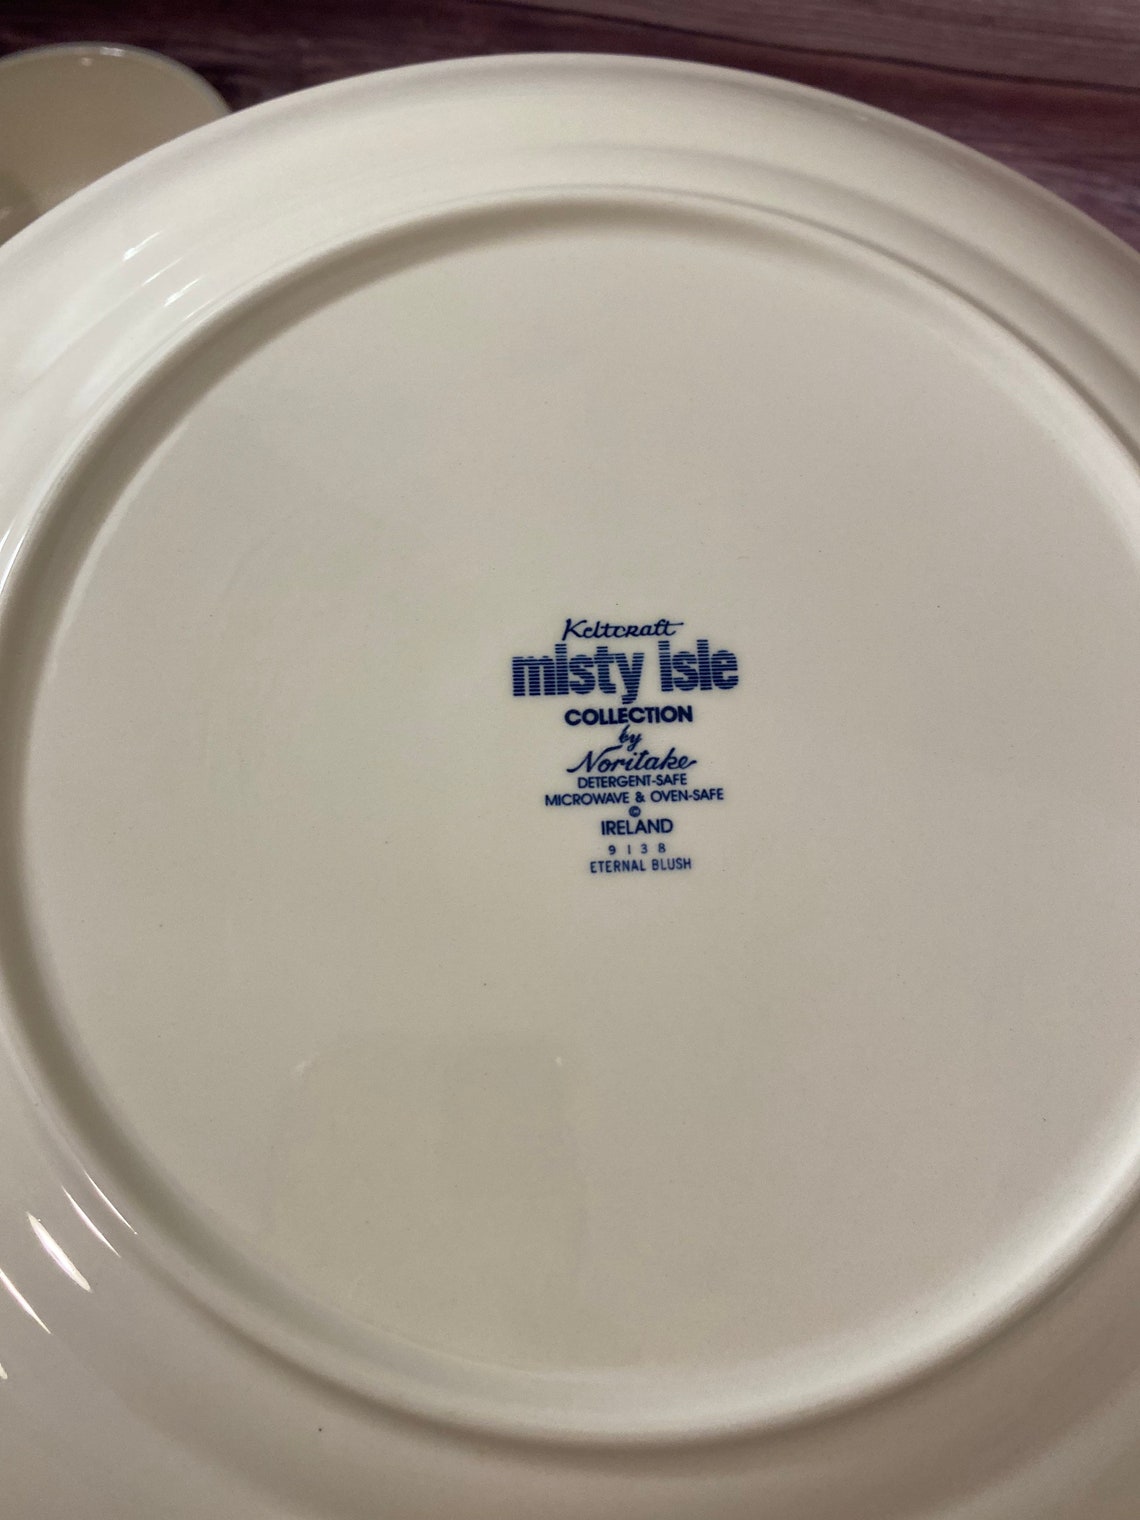 Keltcraft
misty isle
COLLECTION
by
Noritake
DETERGENT-SAFE
MICROWAVE & OVEN-SAFE
©
IRELAND
9138
ETERNAL BLUSH